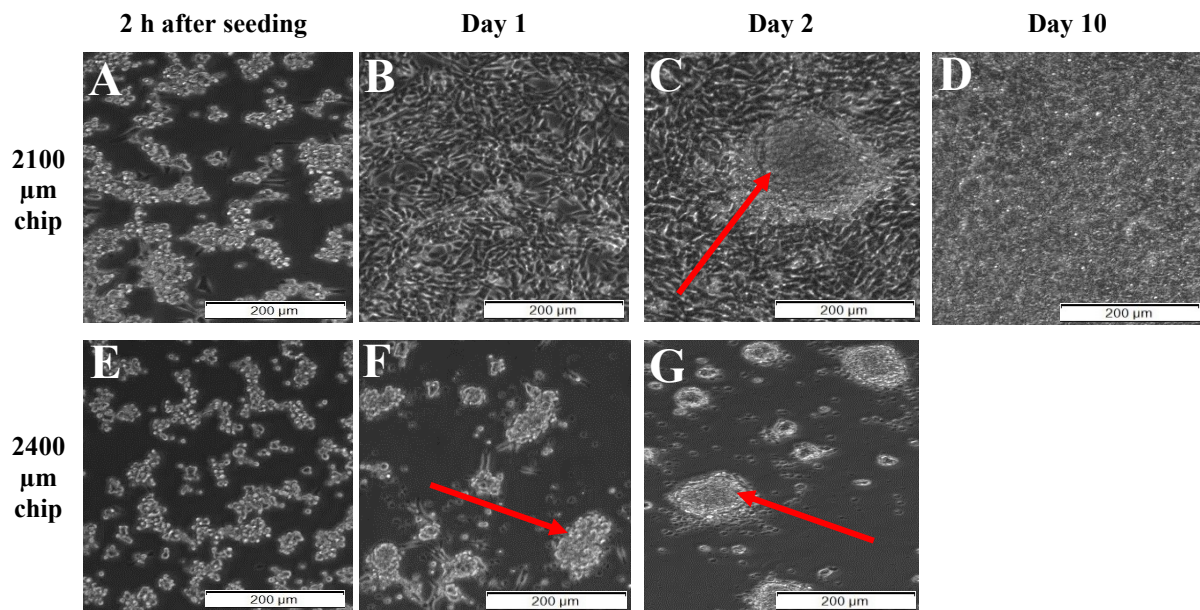 2 h after seeding
Day 1
Day 2
Day 10
2100
µm
chip
A
B
C
D
200 µm
200 µm
200 µm
200 µm
2400
µm
chip
E
F
G
200 µm
200 µm
200 µm